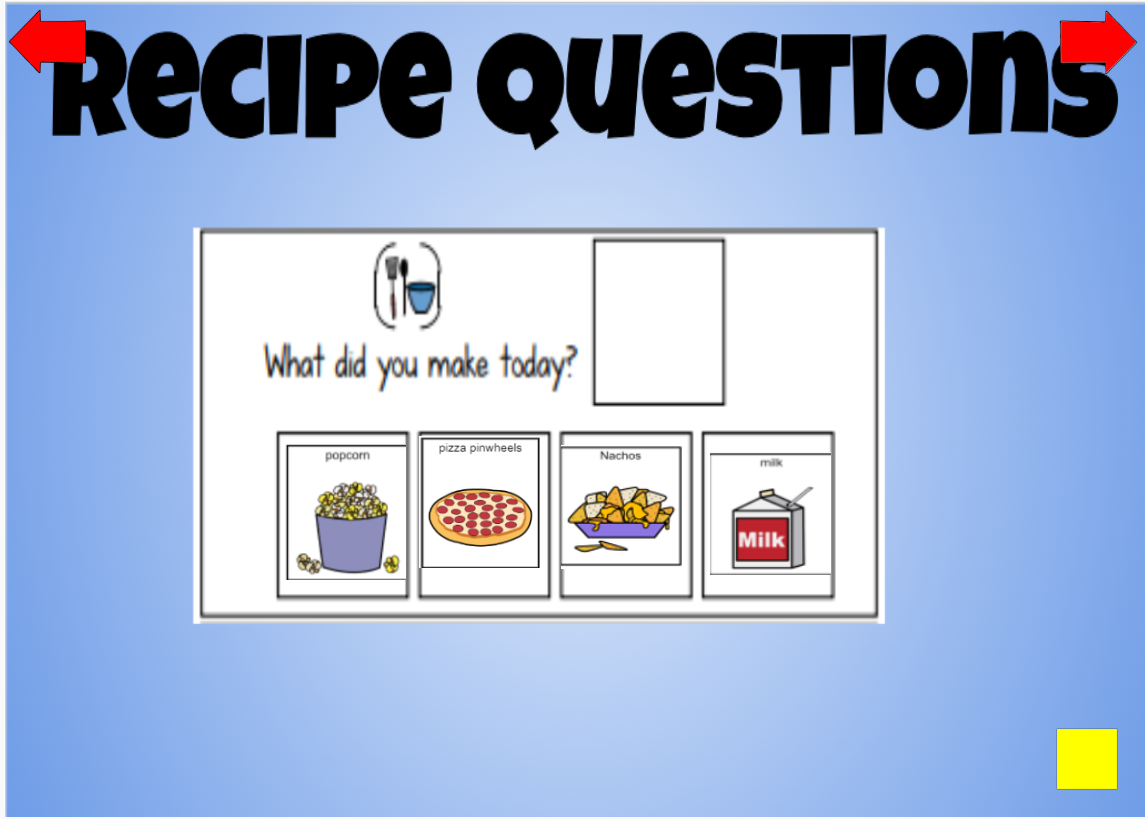 Recipe Questions
What did you make today?
popcorn
pizza pinwheels
Nachos
milk
Milk